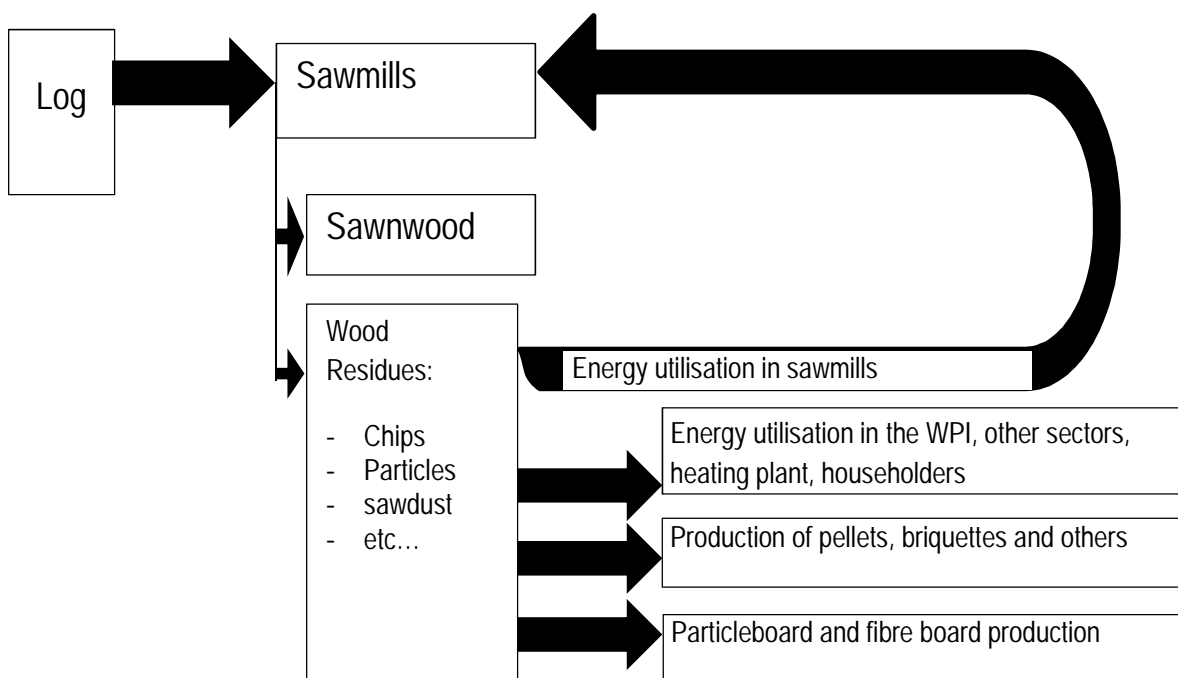 Log
Sawmills
Sawnwood
Wood
Residues:
- Chips
- Particles
- sawdust
- etc…
Energy utilisation in sawmills
Energy utilisation in the WPI, other sectors,
heating plant, householders
Production of pellets, briquettes and others
Particleboard and fibre board production